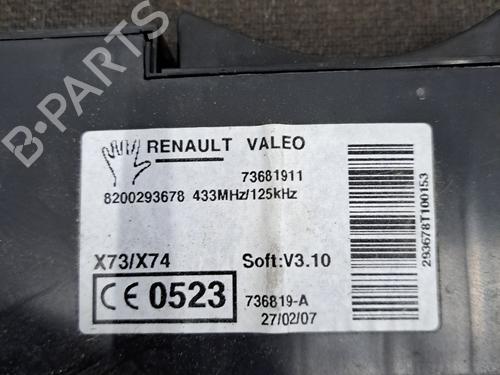 B-PARTS
RENAULT VALEO
73681911
8200293678 433MHz/125kHz
X73/X74 Soft:V3.10
CE 0523
736819-A
27/02/07
293678T100153